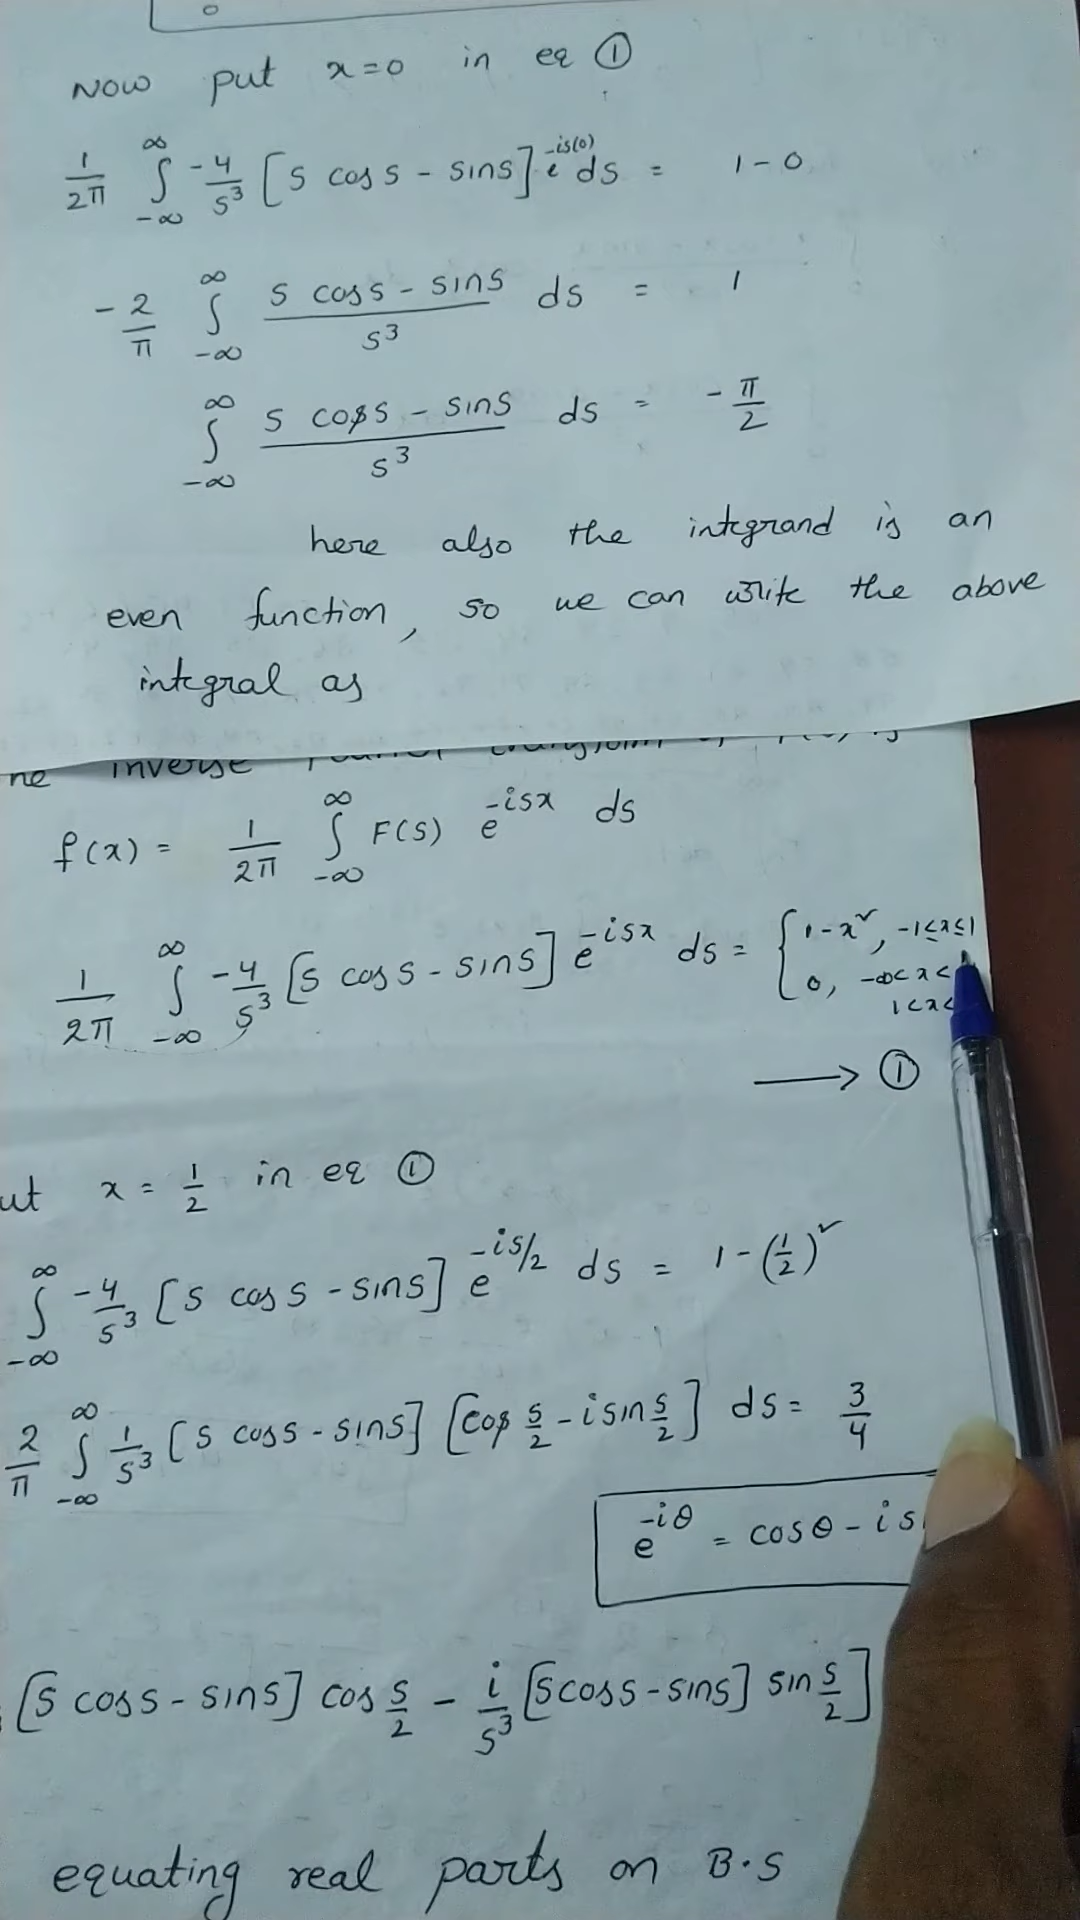 Now put x=0 in eq ①
1/2π ∫_{-∞}^{∞} -4/s³ [s cos s - sin s] e^{-is(0)} ds = 1-0
-2/π ∫_{-∞}^{∞} (s cos s - sin s)/s³ ds = 1
∫_{-∞}^{∞} (s cos s - sin s)/s³ ds = -π/2
here also the integrand is an
even function, so we can write the above
integral as
inverse
f(x) = 1/2π ∫_{-∞}^{∞} F(s) e^{-isx} ds
1/2π ∫_{-∞}^{∞} -4/s³ [s cos s - sin s] e^{-isx} ds = { 1-x², -1≤x≤1
0, -∞<x<
1<x<
→ ①
ut x = 1/2 in eq ①
∫_{-∞}^{∞} -4/s³ [s cos s - sin s] e^{-is/2} ds = 1-(1/2)²
2/π ∫_{-∞}^{∞} 1/s³ [s cos s - sin s] [cos s/2 - i sin s/2] ds = 3/4
e^{-iθ} = cosθ - i s
[s cos s - sin s] cos s/2 - i/s³ [s cos s - sin s] sin s/2]
equating real parts on B.S